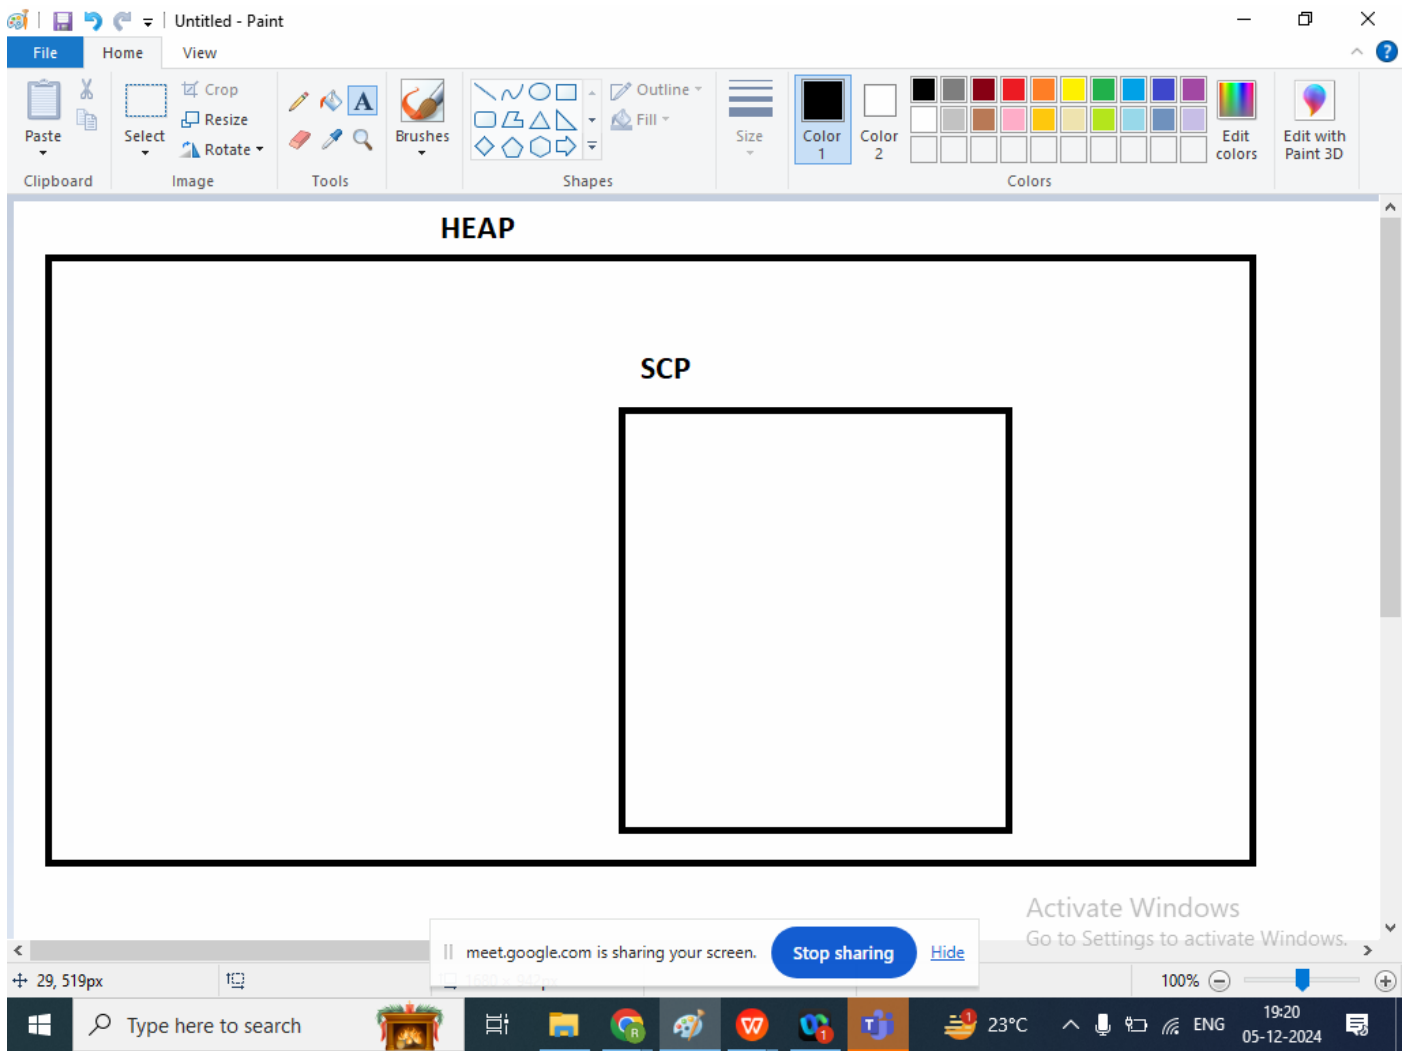 Untitled - Paint
File Home View
Paste
Clipboard
Select
Crop
Resize
Rotate
Image
A
Tools
Brushes
Outline
Fill
Shapes
Size
Color 1
Color 2
Edit colors
Colors
Edit with Paint 3D
HEAP
SCP
Activate Windows
Go to Settings to activate Windows.
meet.google.com is sharing your screen. Stop sharing Hide
29, 519px
100%
Type here to search
23°C
ENG
19:20
05-12-2024